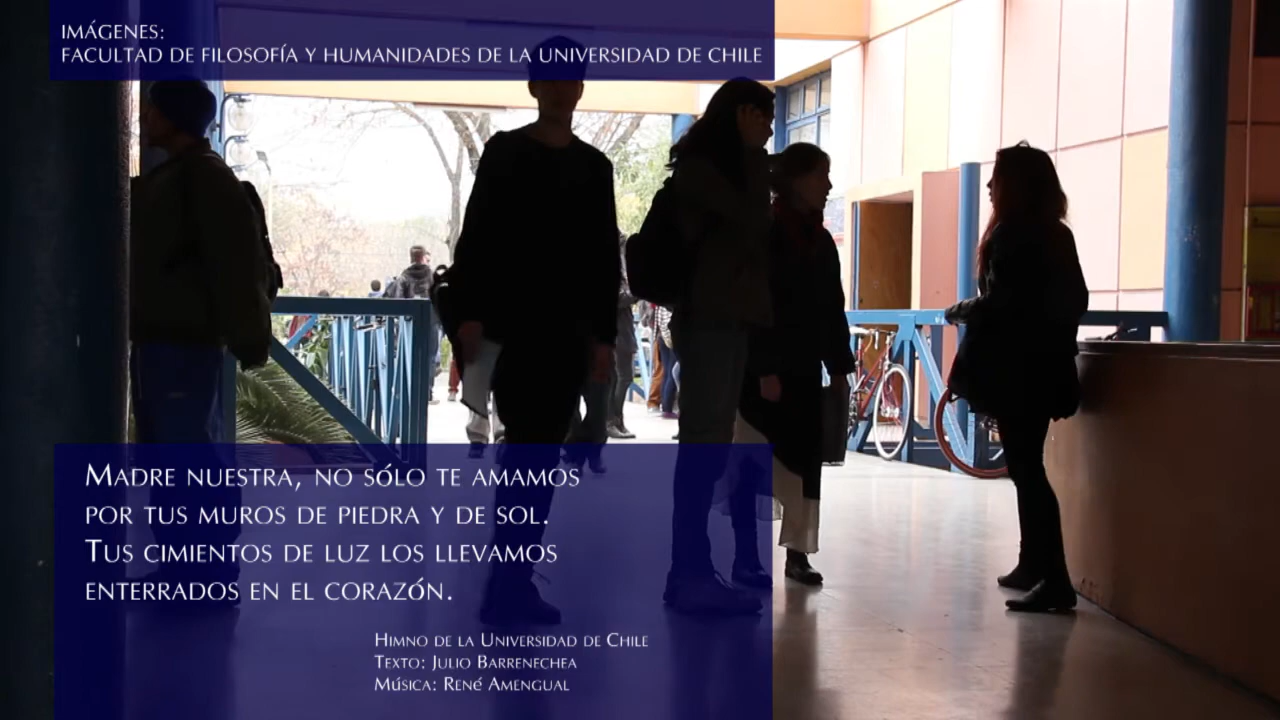 IMÁGENES:
FACULTAD DE FILOSOFÍA Y HUMANIDADES DE LA UNIVERSIDAD DE CHILE
MADRE NUESTRA, NO SÓLO TE AMAMOS
POR TUS MUROS DE PIEDRA Y DE SOL.
TUS CIMIENTOS DE LUZ LOS LLEVAMOS
ENTERRADOS EN EL CORAZÓN.
HIMNO DE LA UNIVERSIDAD DE CHILE
TEXTO: JULIO BARRENECHEA
MÚSICA: RENÉ AMENGUAL